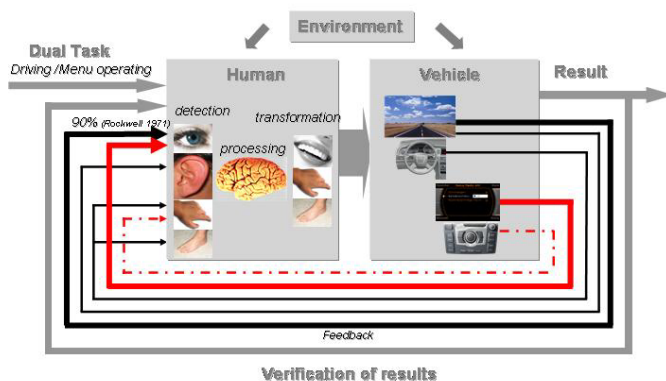 Environment
Dual Task
Driving /Menu operating
Human
Vehicle
Result
detection
transformation
90% (Rockwell 1971)
processing
Feedback
Verification of results